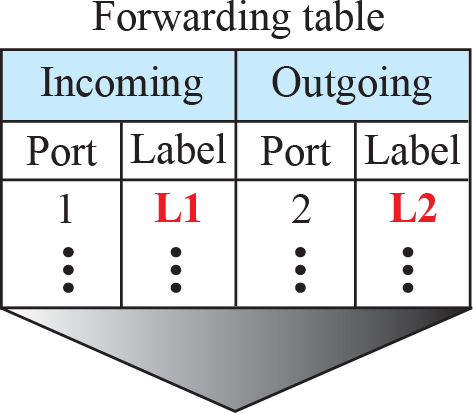 Forwarding table
Incoming Outgoing
Port Label Port Label
1 L1 2 L2